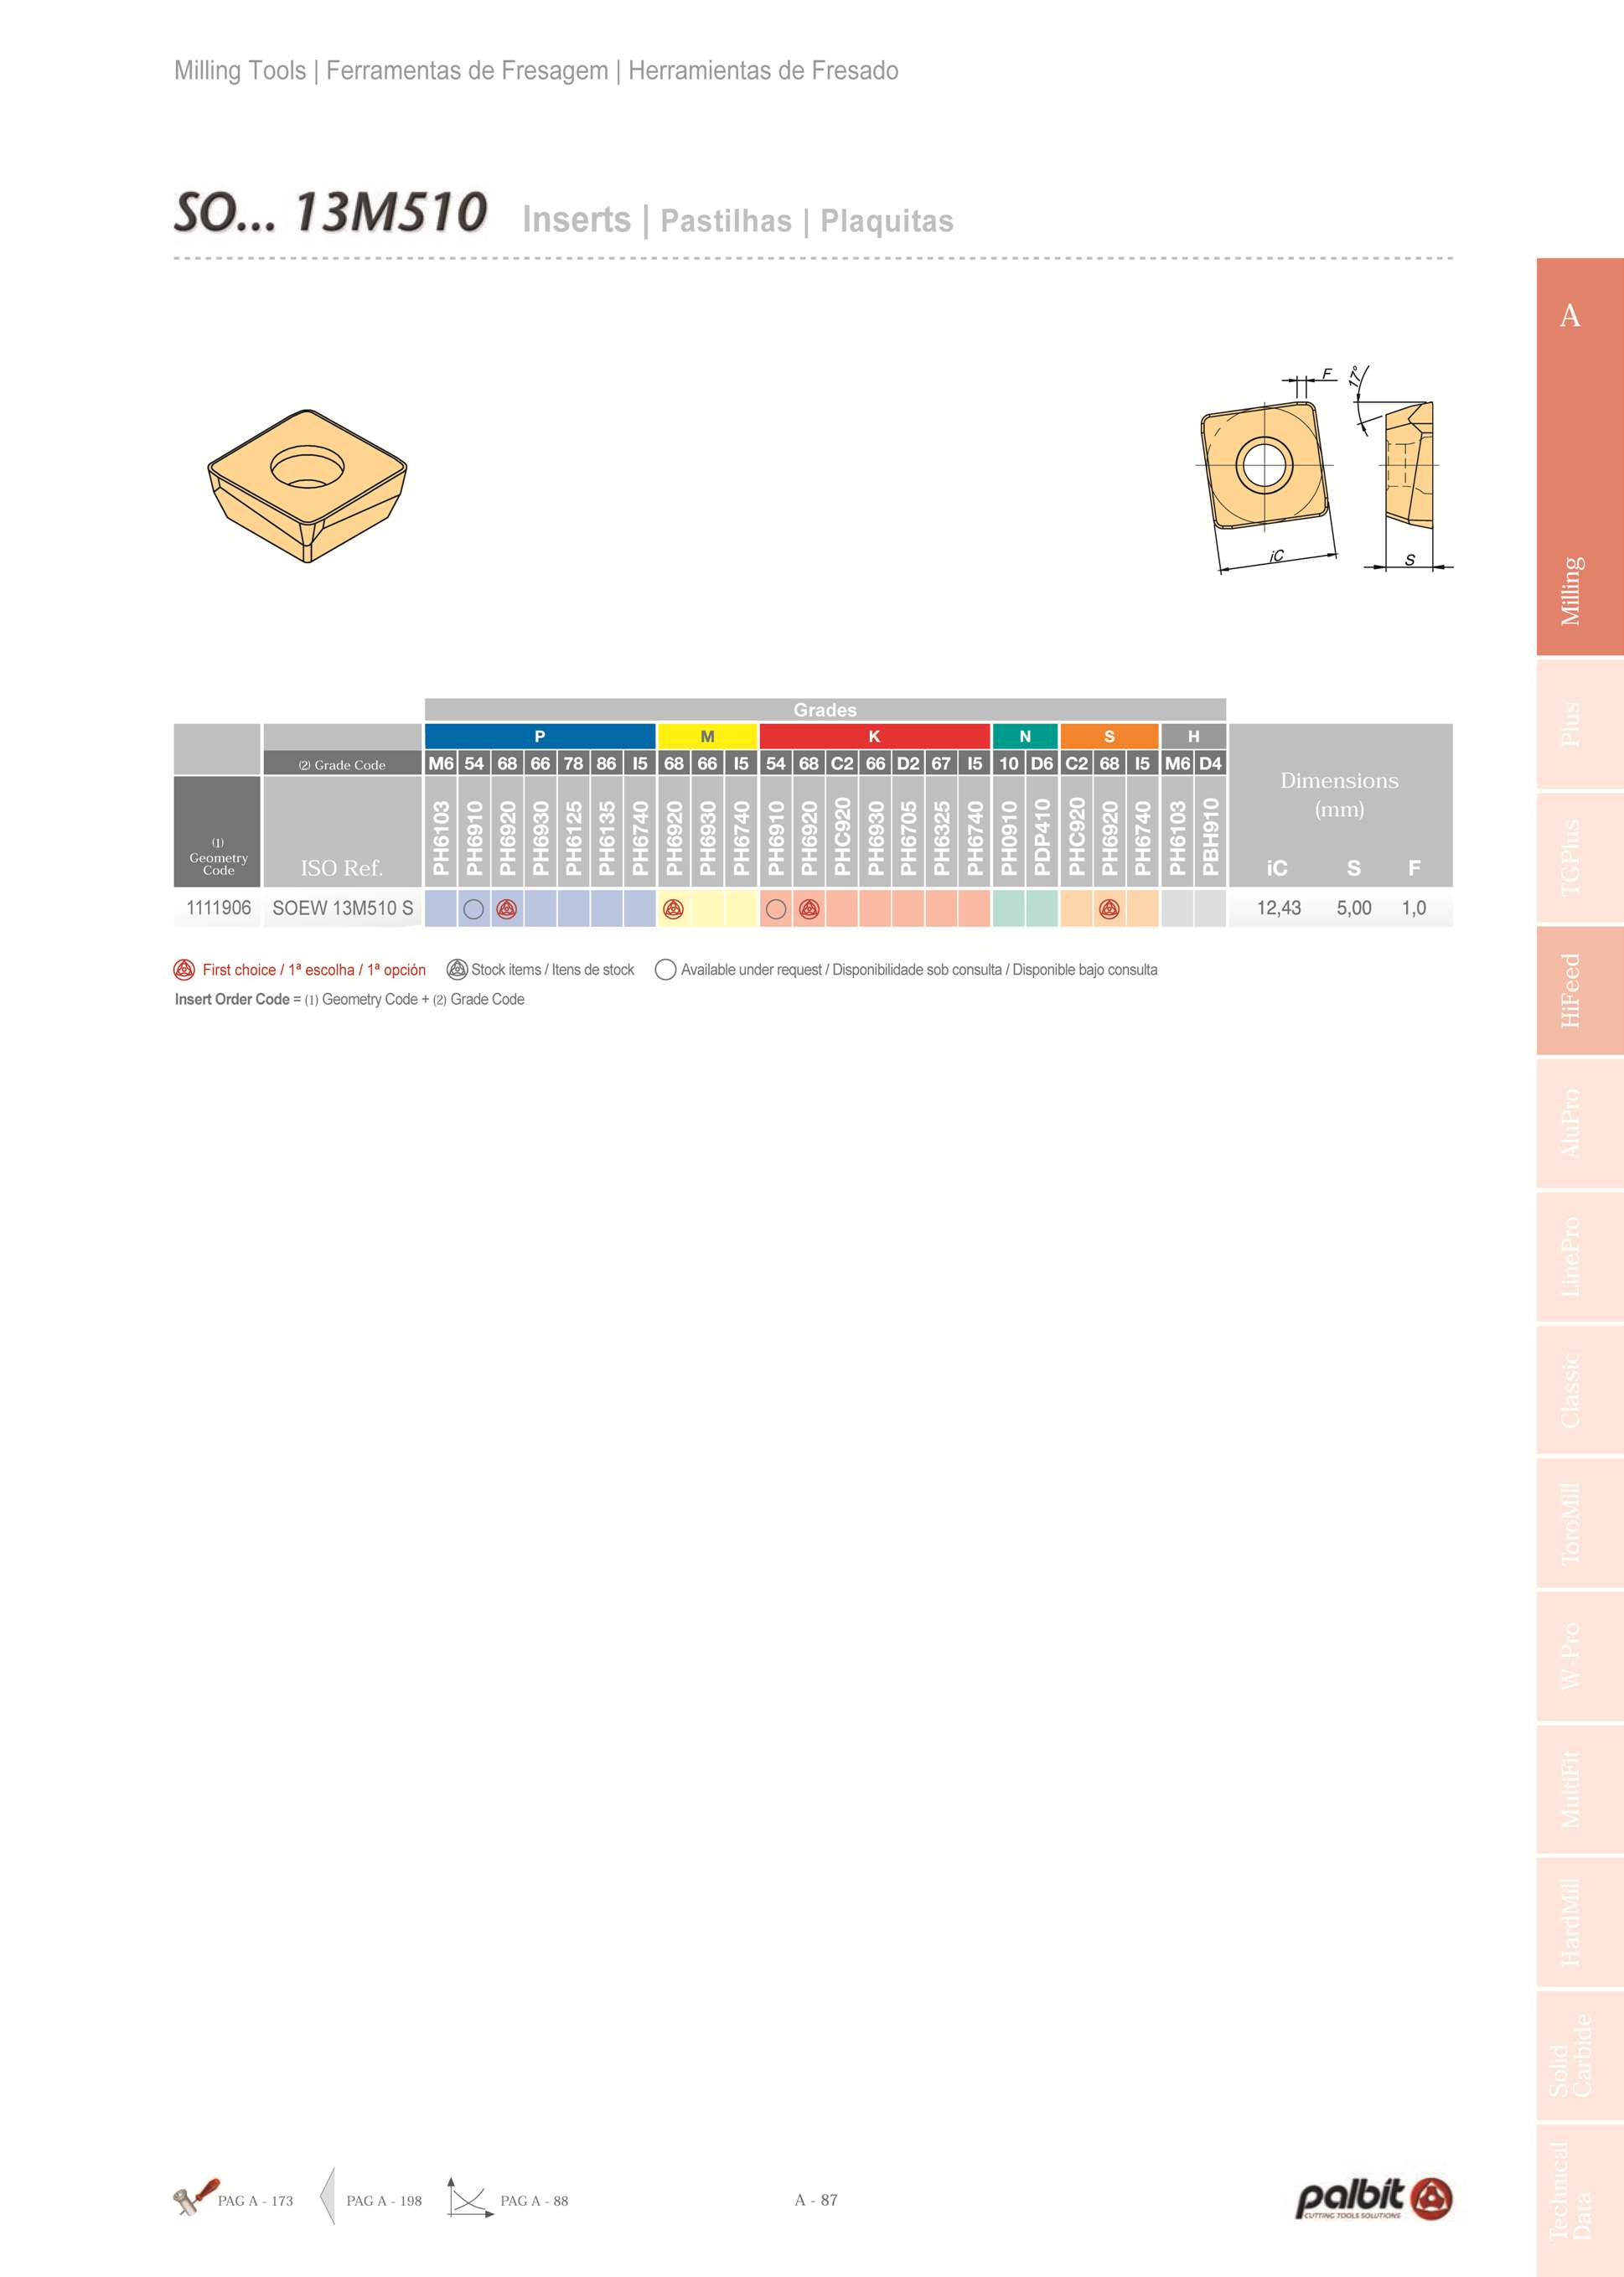 Milling Tools | Ferramentas de Fresagem | Herramientas de Fresado
SO... 13M510 Inserts | Pastilhas | Plaquitas
F 17°
iC S
Grades
P M K N S H
(2) Grade Code M6 54 68 66 78 86 I5 68 66 I5 54 68 C2 66 D2 67 I5 10 D6 C2 68 I5 M6 D4
Dimensions
(mm)
(1)
Geometry
Code
ISO Ref. PH6103 PH6910 PH6920 PH6930 PH6125 PH6135 PH6740 PH6920 PH6930 PH6740 PH6910 PH6920 PHC920 PH6930 PH6705 PH6325 PH6740 PH0910 PDP410 PHC920 PH6920 PH6740 PH6103 PBH910 iC S F
1111906 SOEW 13M510 S 12,43 5,00 1,0
First choice / 1ª escolha / 1ª opción Stock items / Itens de stock Available under request / Disponibilidade sob consulta / Disponible bajo consulta
Insert Order Code = (1) Geometry Code + (2) Grade Code
A
Milling
Plus
TGPlus
HiFeed
AluPro
LinePro
Classic
ToroMill
W-Pro
MultiFit
HardMill
Solid
Carbide
Technical
Data
PAG A - 173 PAG A - 198 PAG A - 88 A - 87
palbit
CUTTING TOOLS SOLUTIONS